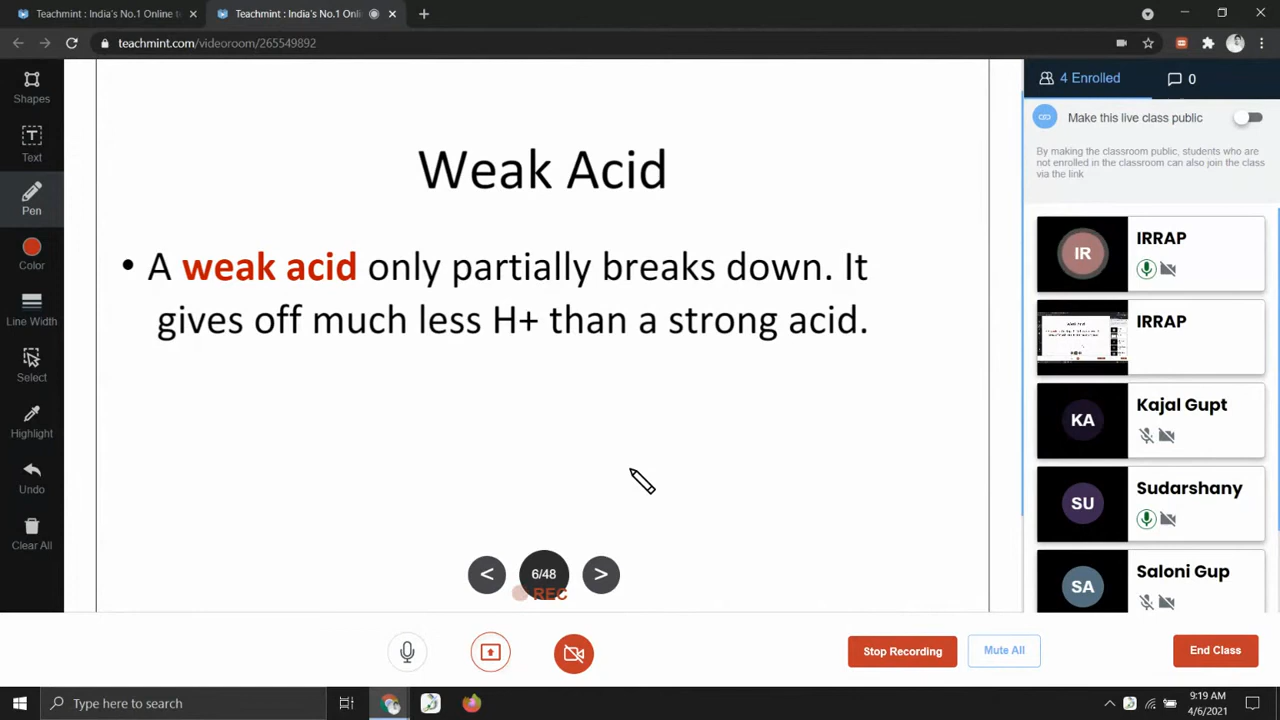 Teachmint : India's No.1 Online t
Teachmint : India's No.1 Onli
teachmint.com/videoroom/265549892
Shapes
Text
Pen
Color
Line Width
Select
Highlight
Undo
Clear All
Weak Acid
• A weak acid only partially breaks down. It
gives off much less H+ than a strong acid.
< 6/48 >
REC
4 Enrolled
0
Make this live class public
By making the classroom public, students who are
not enrolled in the classroom can also join the class
via the link
IR
IRRAP
IRRAP
KA
Kajal Gupt
SU
Sudarshany
SA
Saloni Gup
Stop Recording
Mute All
End Class
Type here to search
9:19 AM
4/6/2021